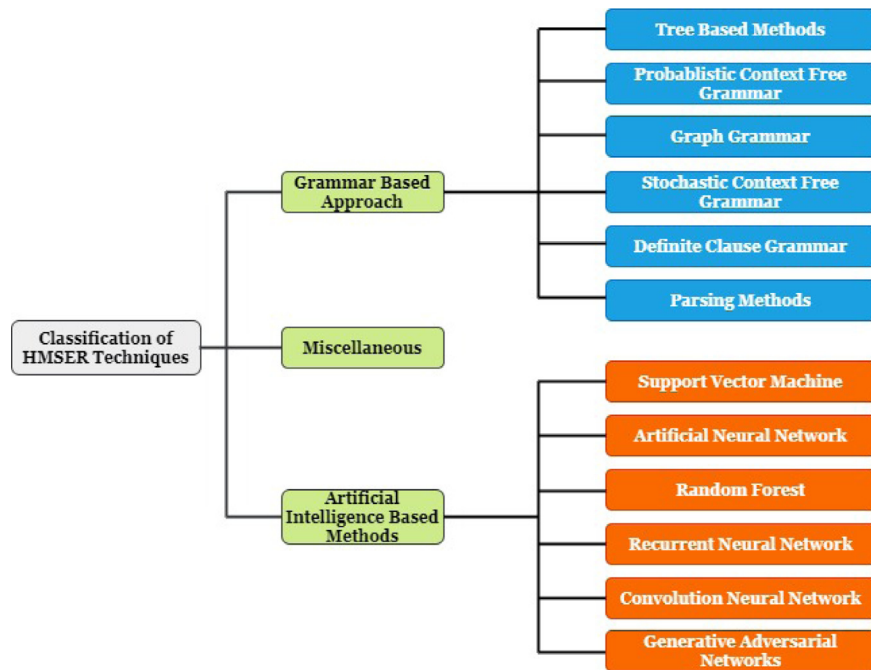 Classification of
HMSER Techniques
Grammar Based
Approach
Tree Based Methods
Probablistic Context Free
Grammar
Graph Grammar
Stochastic Context Free
Grammar
Definite Clause Grammar
Parsing Methods
Miscellaneous
Artificial
Intelligence Based
Methods
Support Vector Machine
Artificial Neural Network
Random Forest
Recurrent Neural Network
Convolution Neural Network
Generative Adversarial
Networks